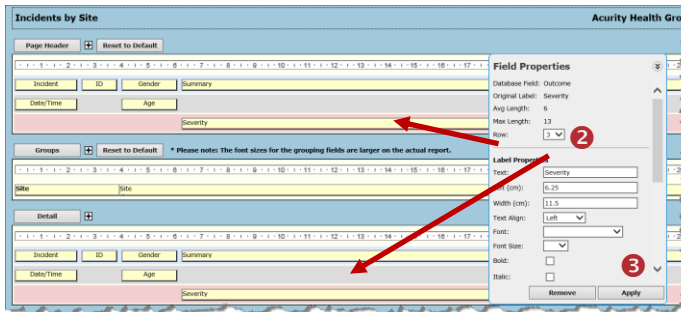 Incidents by Site
Acurity Health Gro
Page Header + Reset to Default
Incident ID Gender Summary
Date/Time Age
Severity
Groups + Reset to Default * Please note: The font sizes for the grouping fields are larger on the actual report.
Site Site
Detail +
Incident ID Gender Summary
Date/Time Age
Severity
Field Properties
Database Field: Outcome
Original Label: Severity
Avg Length: 6
Max Length: 13
Row: 3
2
Label Propert
Text: Severity
(cm): 6.25
Width (cm): 11.5
Text Align: Left
Font:
Font Size:
Bold:
3
Italic:
Remove Apply